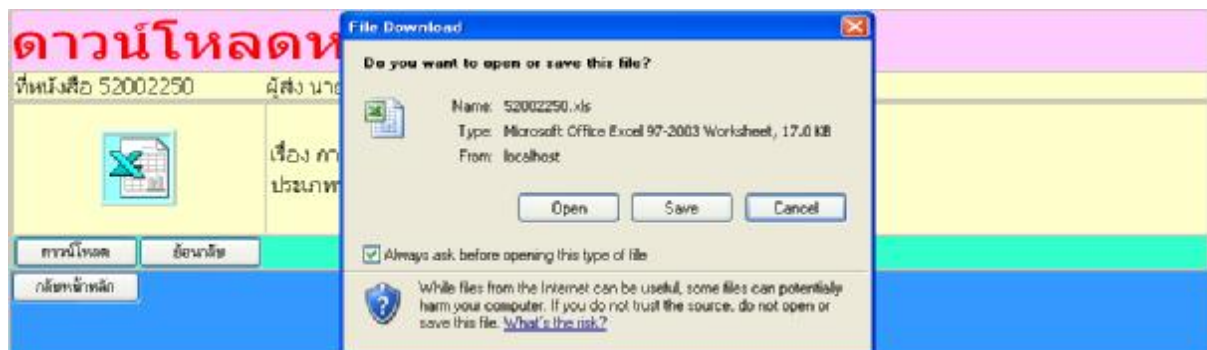 ดาวน์โหลดห
File Download
ที่หนังสือ 52002250 ผู้ส่ง นาย
Do you want to open or save this file?
Name: 52002250.xls
Type: Microsoft Office Excel 97-2003 Worksheet, 17.0 KB
From: localhost
เรื่อง กา
ประเภท
Open Save Cancel
ดาวน์โหลด ย้อนกลับ
Always ask before opening this type of file
กลับหน้าหลัก
While files from the Internet can be useful, some files can potentially
harm your computer. If you do not trust the source, do not open or
save this file. What's the risk?